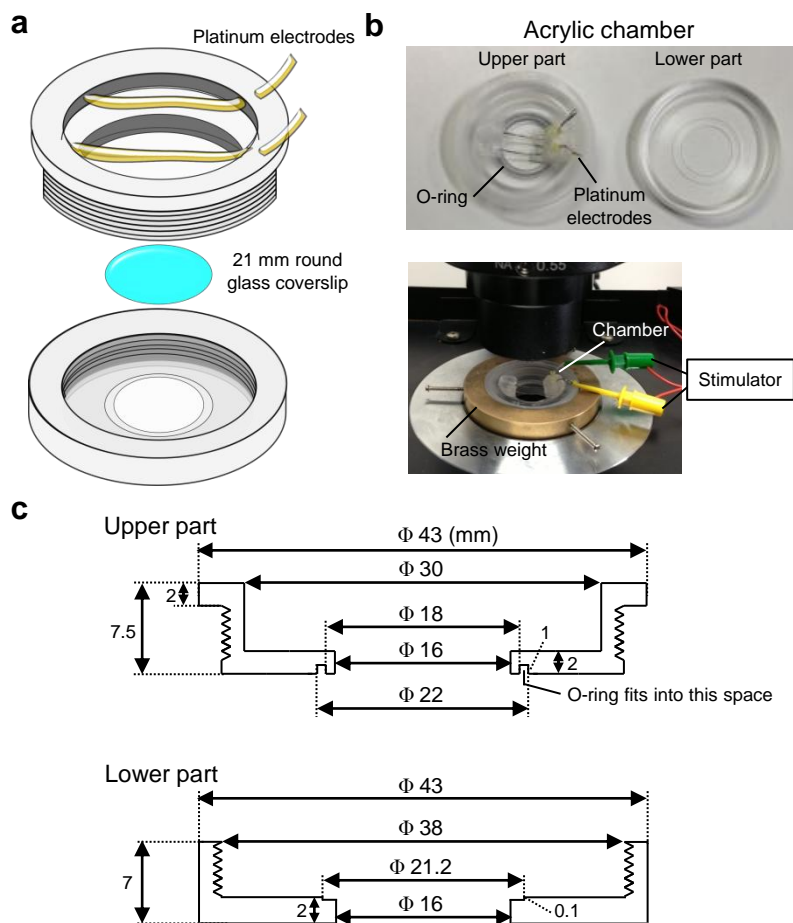 a
Platinum electrodes
21 mm round
glass coverslip
b
Acrylic chamber
Upper part
Lower part
O-ring
Platinum
electrodes
NA 0.55
Chamber
Stimulator
Brass weight
c
Upper part
Φ 43 (mm)
Φ 30
2
Φ 18
7.5
1
Φ 16
2
Φ 22
O-ring fits into this space
Lower part
Φ 43
Φ 38
Φ 21.2
7
2
Φ 16
0.1